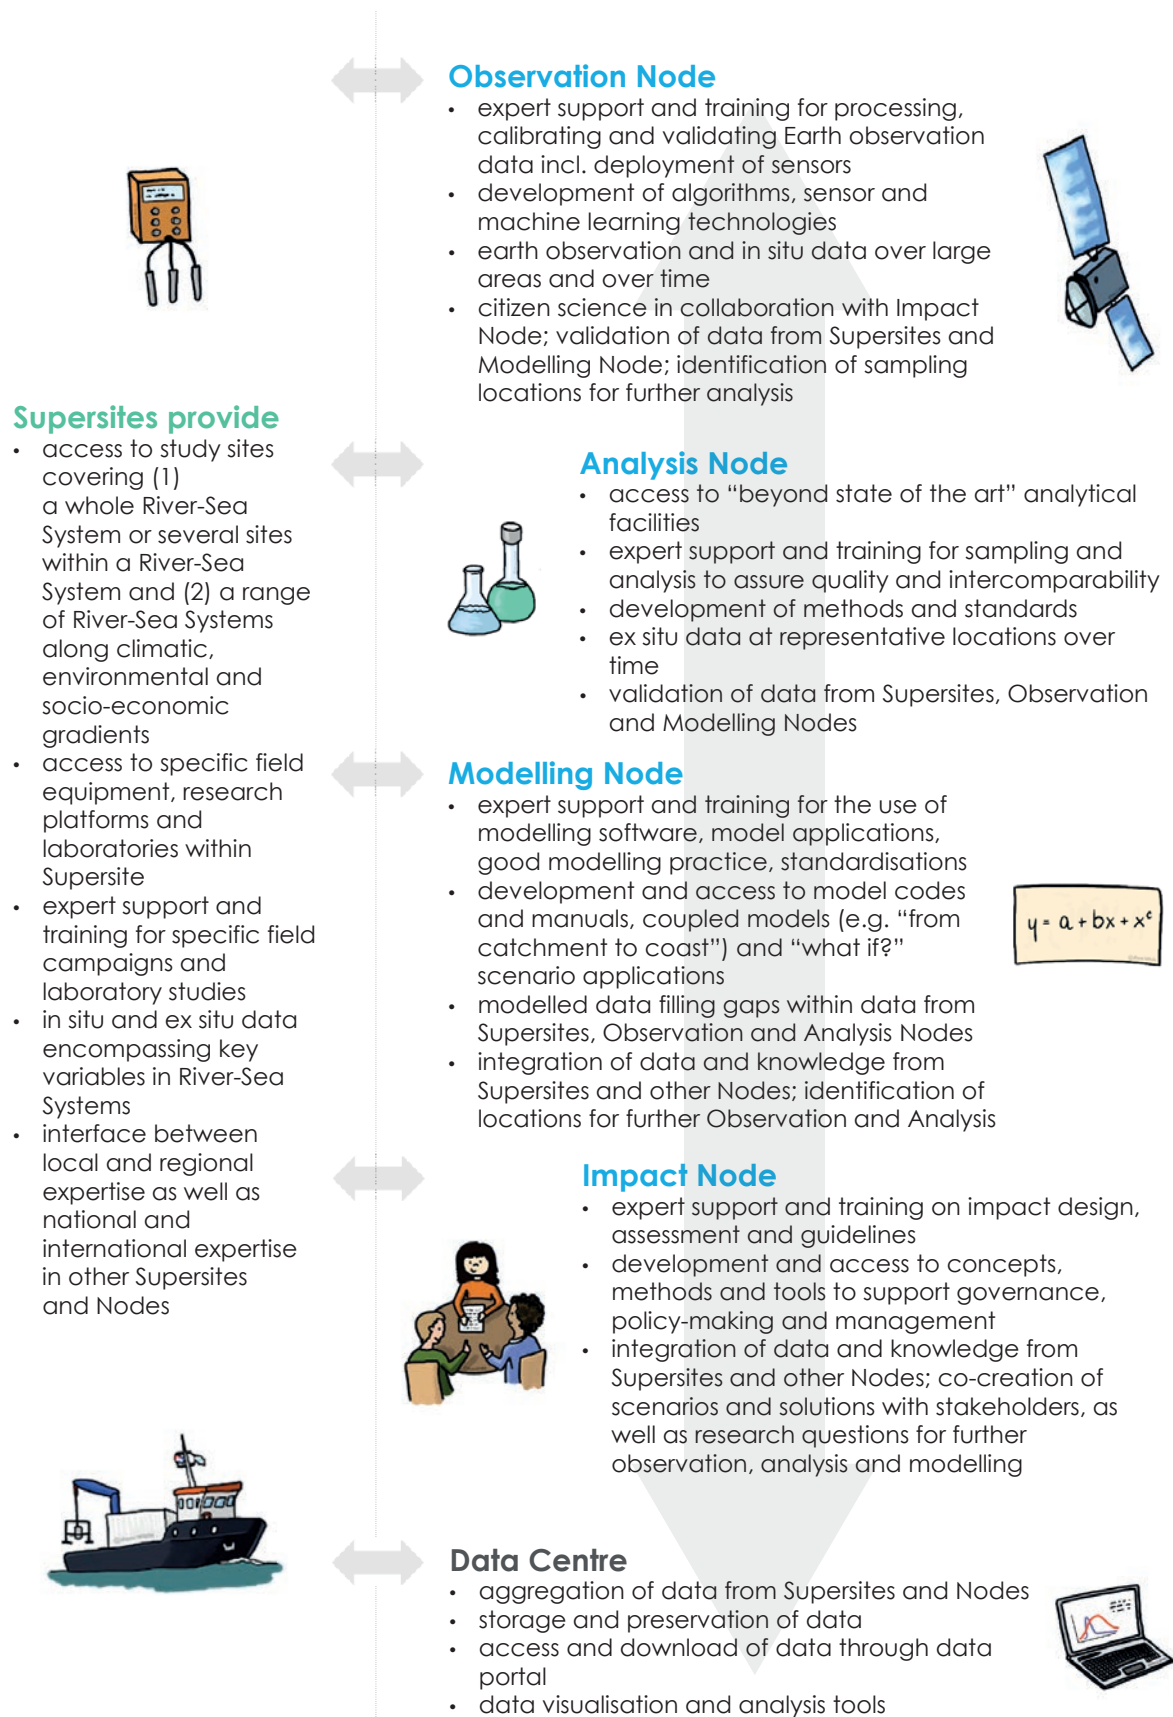 Observation Node
• expert support and training for processing,
calibrating and validating Earth observation
data incl. deployment of sensors
• development of algorithms, sensor and
machine learning technologies
• earth observation and in situ data over large
areas and over time
• citizen science in collaboration with Impact
Node; validation of data from Supersites and
Modelling Node; identification of sampling
locations for further analysis
Supersites provide
• access to study sites
covering (1)
a whole River-Sea
System or several sites
within a River-Sea
System and (2) a range
of River-Sea Systems
along climatic,
environmental and
socio-economic
gradients
• access to specific field
equipment, research
platforms and
laboratories within
Supersite
• expert support and
training for specific field
campaigns and
laboratory studies
• in situ and ex situ data
encompassing key
variables in River-Sea
Systems
• interface between
local and regional
expertise as well as
national and
international expertise
in other Supersites
and Nodes
Analysis Node
• access to “beyond state of the art” analytical
facilities
• expert support and training for sampling and
analysis to assure quality and intercomparability
• development of methods and standards
• ex situ data at representative locations over
time
• validation of data from Supersites, Observation
and Modelling Nodes
Modelling Node
• expert support and training for the use of
modelling software, model applications,
good modelling practice, standardisations
• development and access to model codes
and manuals, coupled models (e.g. “from
catchment to coast”) and “what if?”
scenario applications
• modelled data filling gaps within data from
Supersites, Observation and Analysis Nodes
• integration of data and knowledge from
Supersites and other Nodes; identification of
locations for further Observation and Analysis
y = a + bx + x^c
Impact Node
• expert support and training on impact design,
assessment and guidelines
• development and access to concepts,
methods and tools to support governance,
policy-making and management
• integration of data and knowledge from
Supersites and other Nodes; co-creation of
scenarios and solutions with stakeholders, as
well as research questions for further
observation, analysis and modelling
Data Centre
• aggregation of data from Supersites and Nodes
• storage and preservation of data
• access and download of data through data
portal
• data visualisation and analysis tools